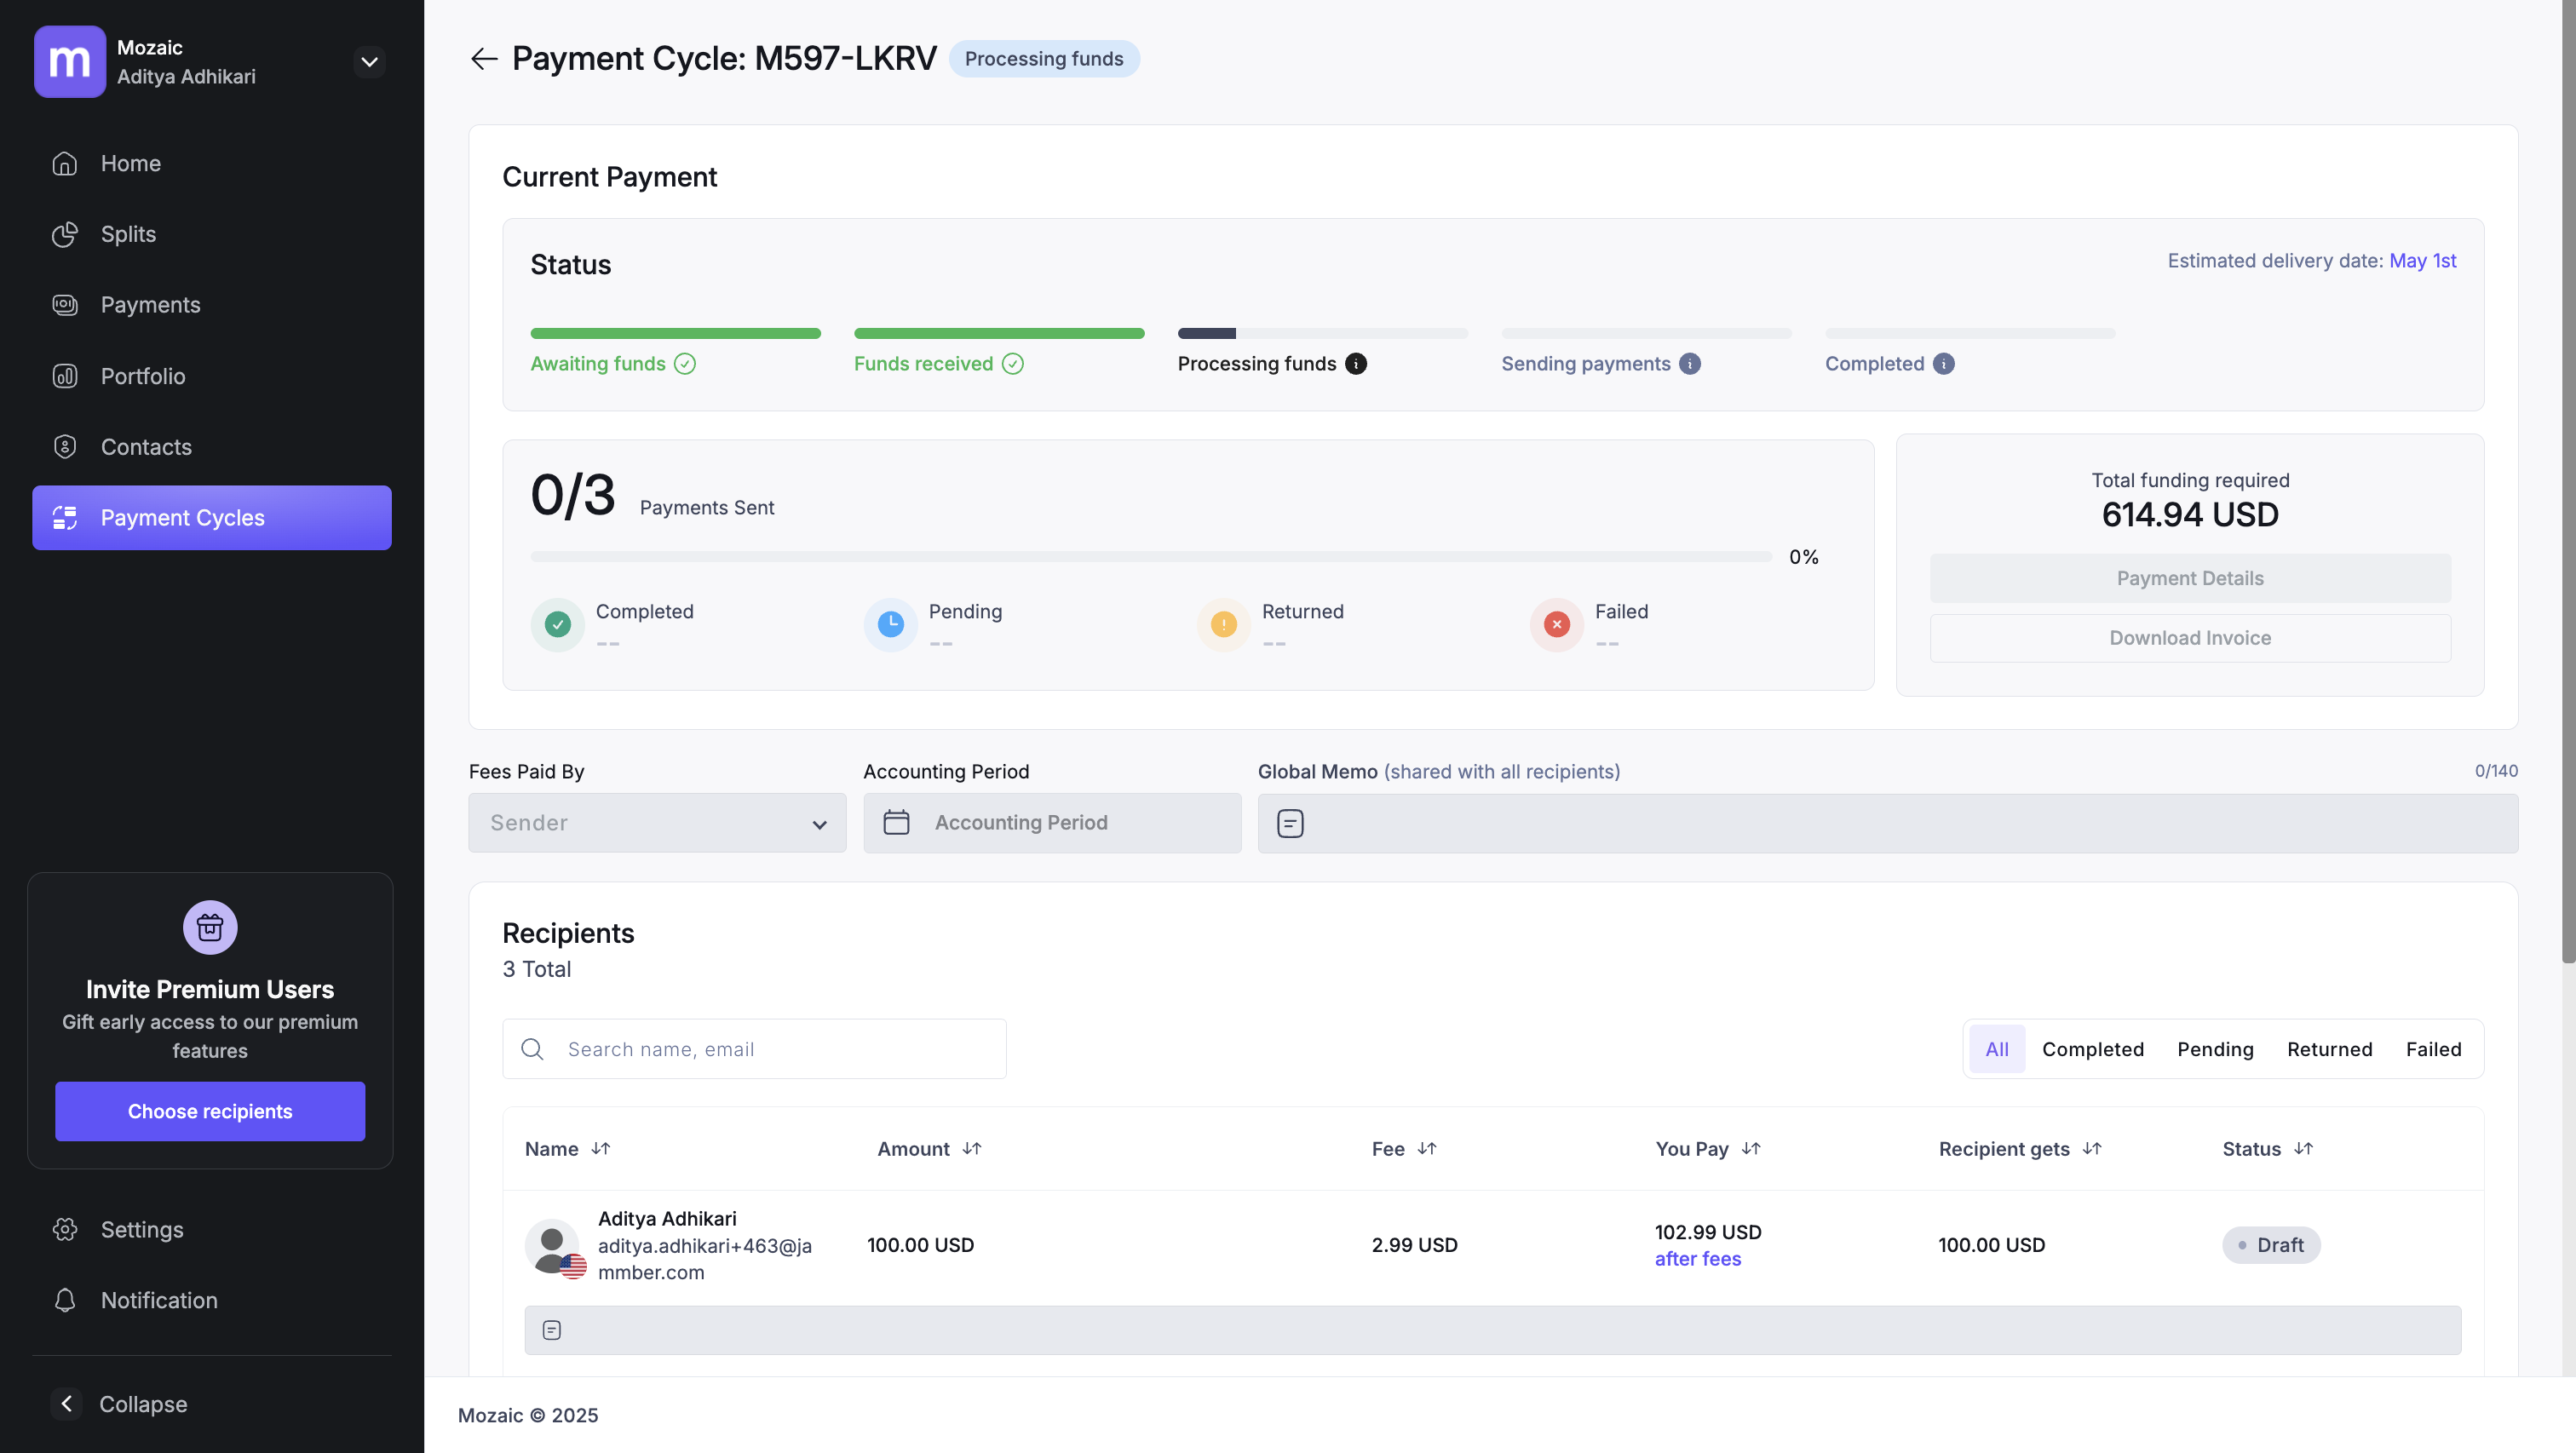 m
Mozaic
Aditya Adhikari
Home
Splits
Payments
Portfolio
Contacts
Payment Cycles
Invite Premium Users
Gift early access to our premium
features
Choose recipients
Settings
Notification
Collapse
Payment Cycle: M597-LKRV
Processing funds
Current Payment
Status
Estimated delivery date: May 1st
Awaiting funds
Funds received
Processing funds
Sending payments
Completed
0/3 Payments Sent
0%
Completed
--
Pending
--
Returned
--
Failed
--
Total funding required
614.94 USD
Payment Details
Download Invoice
Fees Paid By
Sender
Accounting Period
Accounting Period
Global Memo (shared with all recipients)
0/140
Recipients
3 Total
Search name, email
All
Completed
Pending
Returned
Failed
Name
Amount
Fee
You Pay
Recipient gets
Status
Aditya Adhikari
aditya.adhikari+463@ja
mmber.com
100.00 USD
2.99 USD
102.99 USD
after fees
100.00 USD
Draft
Mozaic © 2025